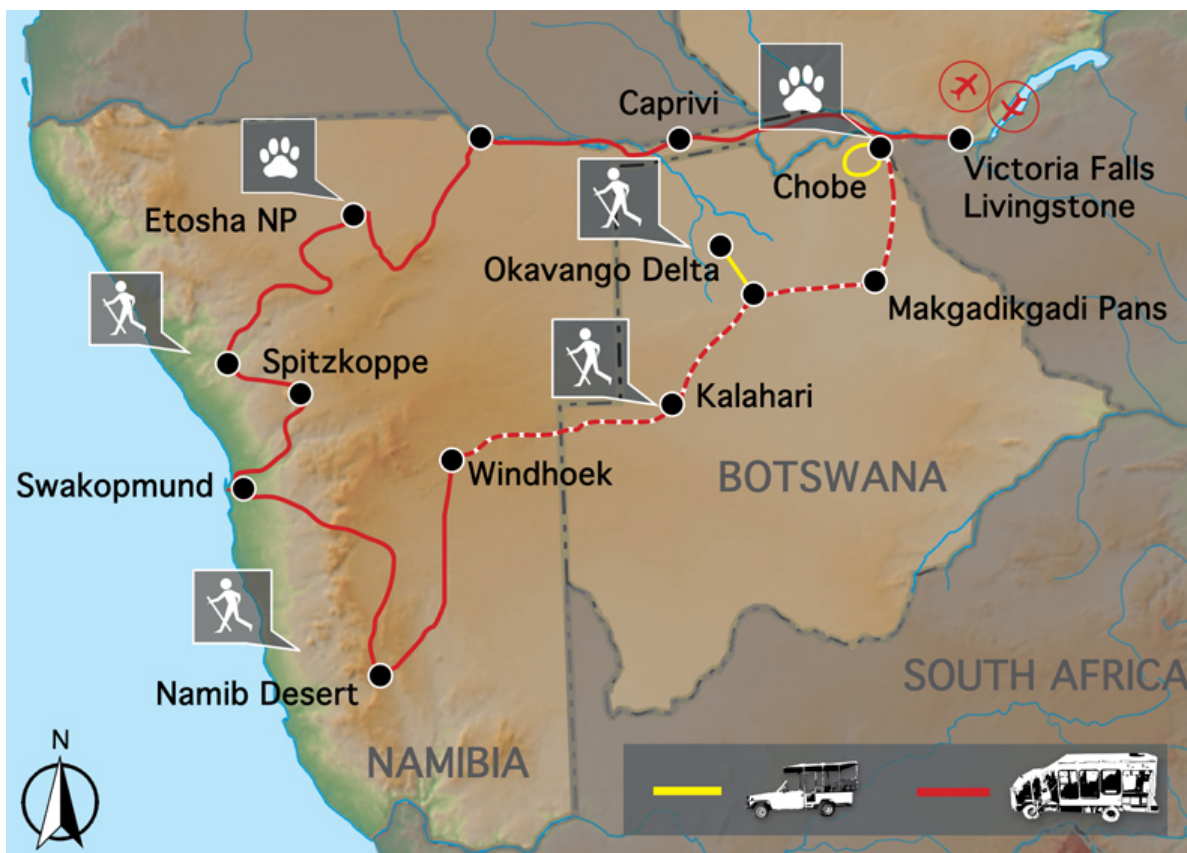 Caprivi
Etosha NP
Chobe
Victoria Falls
Livingstone
Okavango Delta
Makgadikgadi Pans
Spitzkoppe
Kalahari
Swakopmund
Windhoek
BOTSWANA
Namib Desert
SOUTH AFRICA
NAMIBIA
N